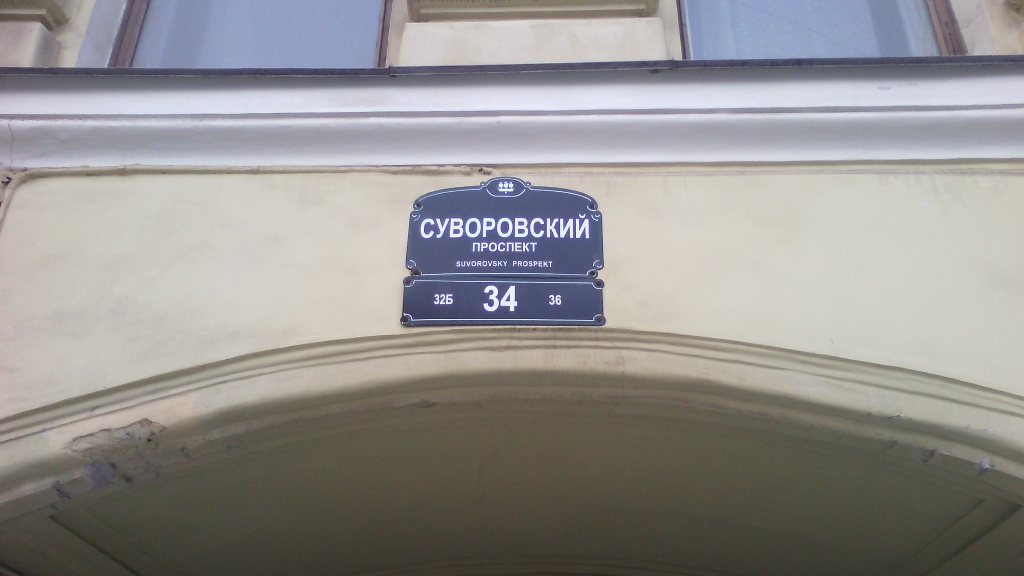 СУВОРОВСКИЙ
ПРОСПЕКТ
SUVOROVSKY PROSPEKT
32Б 34 36